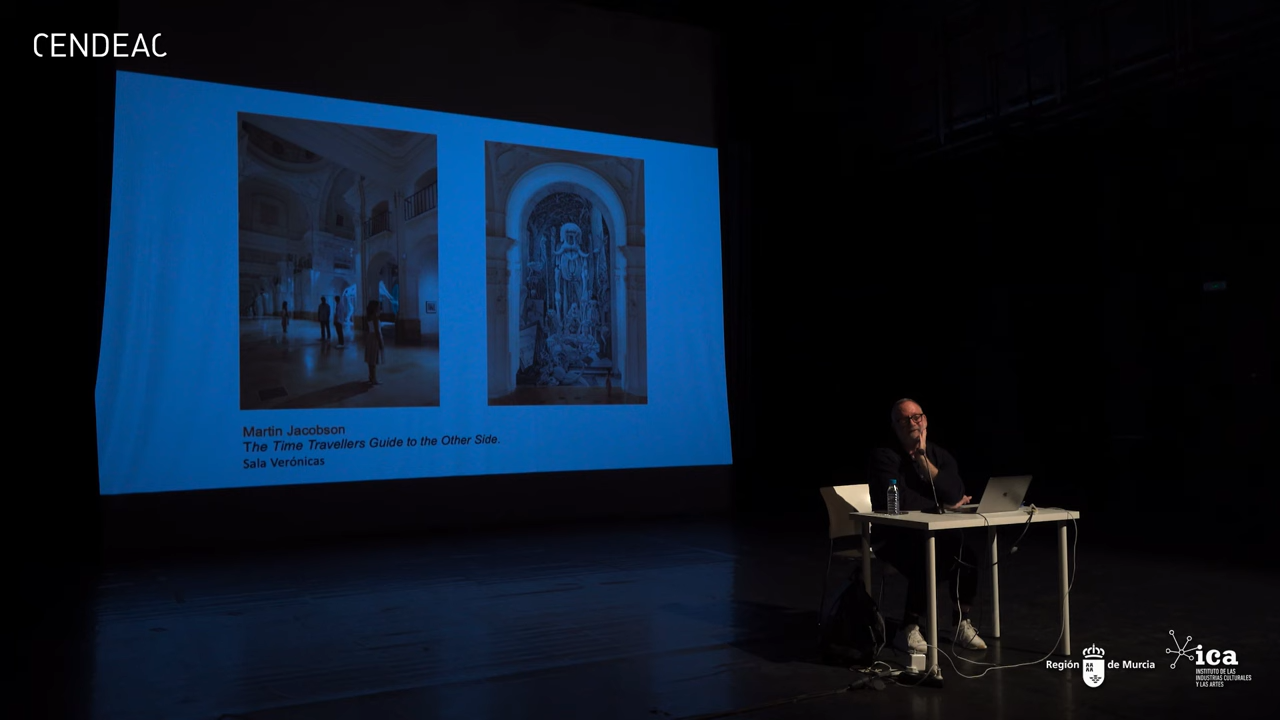 CENDEAC
Martin Jacobson
The Time Travellers Guide to the Other Side.
Sala Verónicas
Región de Murcia
ica
INSTITUTO DE LAS
INDUSTRIAS CULTURALES
Y LAS ARTES